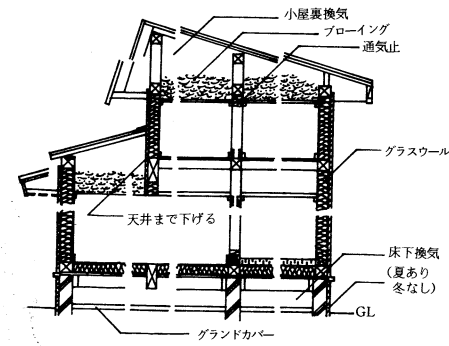 小屋裏換気
ブローイング
通気止
グラスウール
天井まで下げる
床下換気
(夏あり
冬なし)
GL
グランドカバー